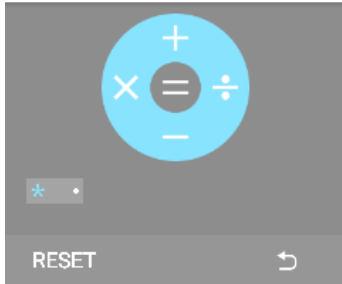 +
× = ÷
−
* •
RESET